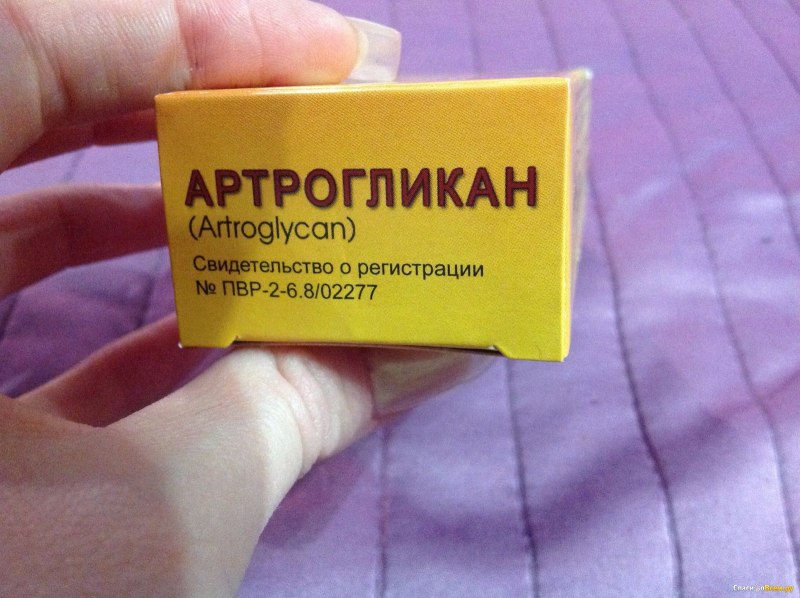 АРТРОГЛИКАН
(Artroglycan)
Свидетельство о регистрации
№ ПВР-2-6.8/02277